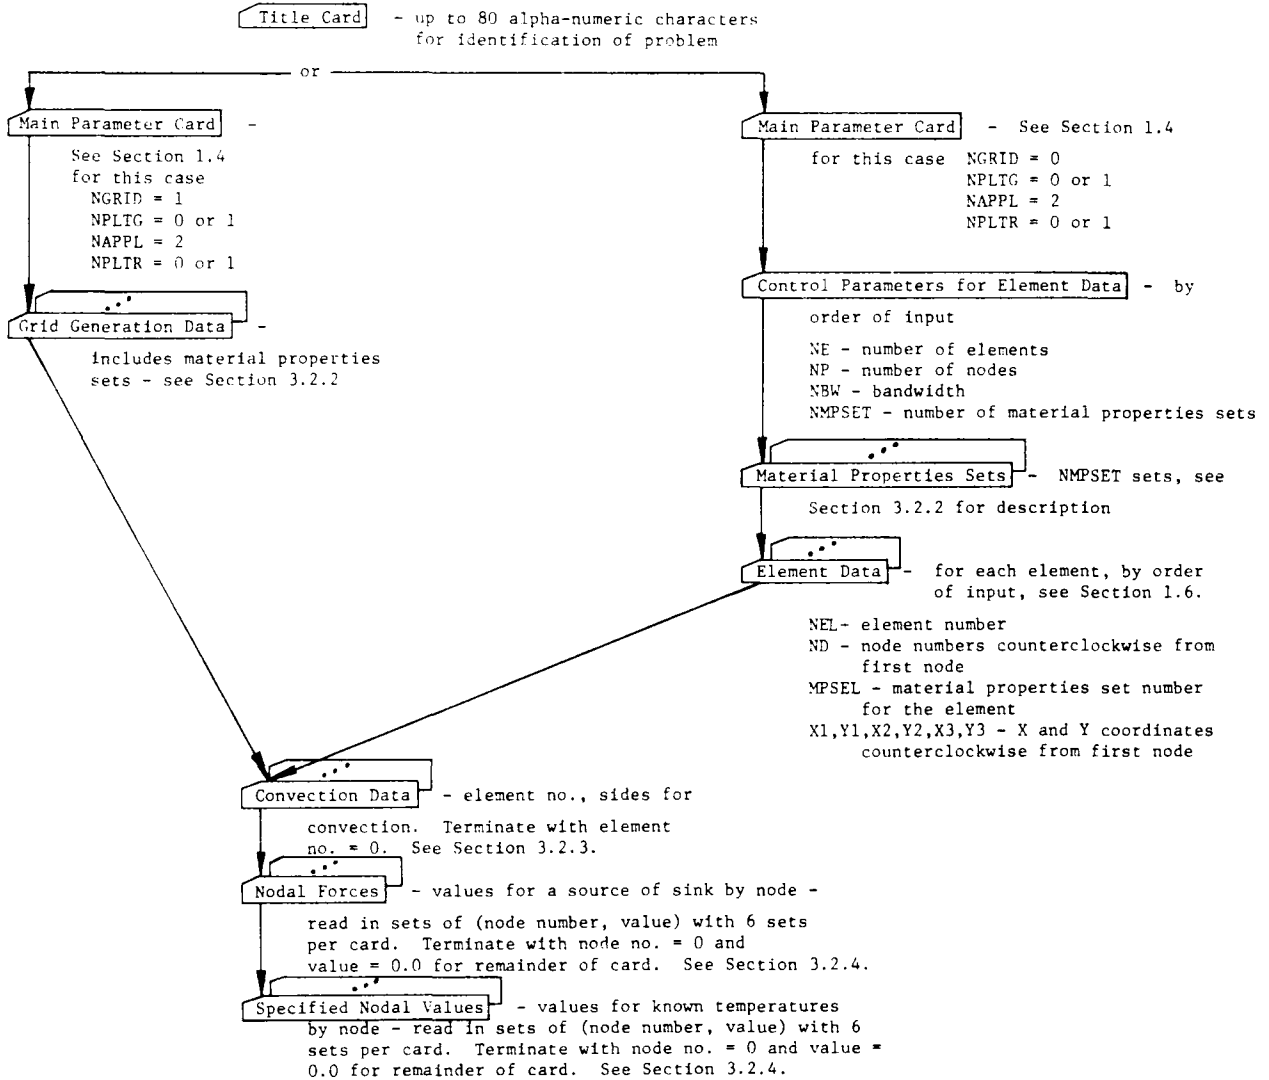 Title Card - up to 80 alpha-numeric characters
for identification of problem
or
Main Parameter Card -
See Section 1.4
for this case
NGRID = 1
NPLTG = 0 or 1
NAPPL = 2
NPLTR = 0 or 1
Grid Generation Data -
includes material properties
sets - see Section 3.2.2
Main Parameter Card - See Section 1.4
for this case NGRID = 0
NPLTG = 0 or 1
NAPPL = 2
NPLTR = 0 or 1
Control Parameters for Element Data - by
order of input
NE - number of elements
NP - number of nodes
NBW - bandwidth
NMPSET - number of material properties sets
Material Properties Sets - NMPSET sets, see
Section 3.2.2 for description
Element Data - for each element, by order
of input, see Section 1.6.
NEL- element number
ND - node numbers counterclockwise from
first node
MPSEL - material properties set number
for the element
X1,Y1,X2,Y2,X3,Y3 - X and Y coordinates
counterclockwise from first node
Convection Data - element no., sides for
convection. Terminate with element
no. = 0. See Section 3.2.3.
Nodal Forces - values for a source of sink by node -
read in sets of (node number, value) with 6 sets
per card. Terminate with node no. = 0 and
value = 0.0 for remainder of card. See Section 3.2.4.
Specified Nodal Values - values for known temperatures
by node - read in sets of (node number, value) with 6
sets per card. Terminate with node no. = 0 and value =
0.0 for remainder of card. See Section 3.2.4.